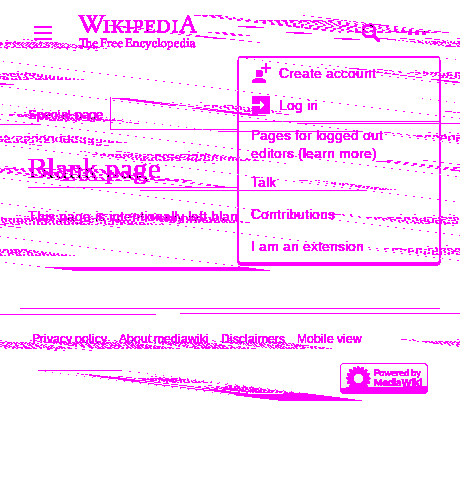 WIKIPEDIA
The Free Encyclopedia
Create account
Log in
Special page
Pages for logged out
editors (learn more)
Blank page
Talk
This page is intentionally left blan
Contributions
I am an extension
Privacy policy About mediawiki Disclaimers Mobile view
Powered by
MediaWiki